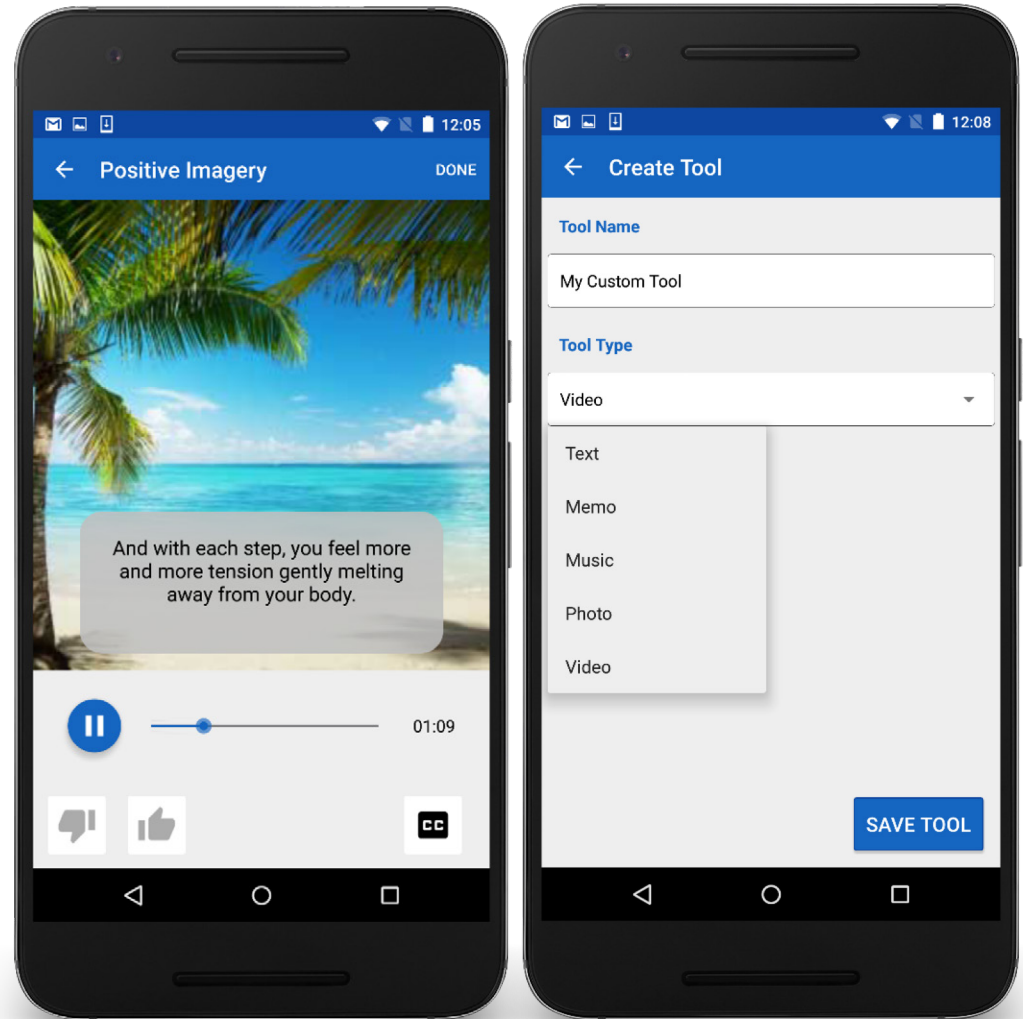 12:05
Positive Imagery
DONE
And with each step, you feel more
and more tension gently melting
away from your body.
01:09
CC
12:08
Create Tool
Tool Name
My Custom Tool
Tool Type
Video
Text
Memo
Music
Photo
Video
SAVE TOOL